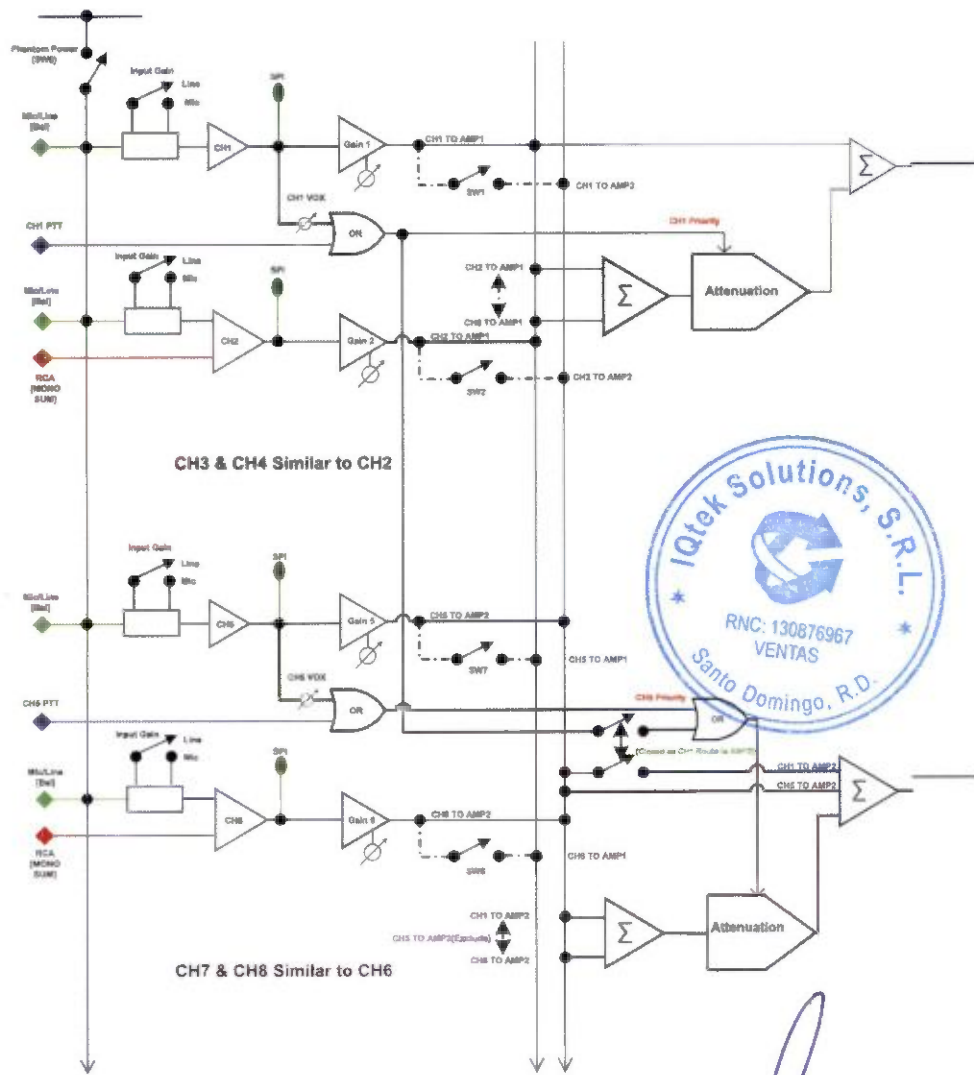 Phantom Power
(SW6)
Input Gain
Line
Mic
Mic/Line
[Bal]
CH1
SPI
Gain 1
CH1 TO AMP1
SW1
CH1 TO AMP2
Σ
CH1 VOX
CH1 PTT
OR
CH1 Priority
Input Gain
Line
Mic
Mic/Line
[Bal]
CH2
SPI
Gain 2
CH2 TO AMP1
CH8 TO AMP1
Σ
Attenuation
CH2 TO AMP1
SW2
CH2 TO AMP2
RCA
[MONO
SUM]
CH3 & CH4 Similar to CH2
IQtek Solutions, S.R.L.
RNC: 130876967
VENTAS
Santo Domingo, R.D.
Input Gain
Line
Mic
Mic/Line
[Bal]
CH5
SPI
Gain 5
CH5 TO AMP2
SW7
CH5 TO AMP1
CH5 VOX
CH5 PTT
OR
CH5 Priority
OR
Input Gain
Line
Mic
Mic/Line
[Bal]
CH6
SPI
Gain 6
CH6 TO AMP2
SW8
CH6 TO AMP1
CH1 TO AMP2
CH5 TO AMP2
Σ
RCA
[MONO
SUM]
CH1 TO AMP2
CH5 TO AMP2(Exclude)
CH8 TO AMP2
Σ
Attenuation
CH7 & CH8 Similar to CH6